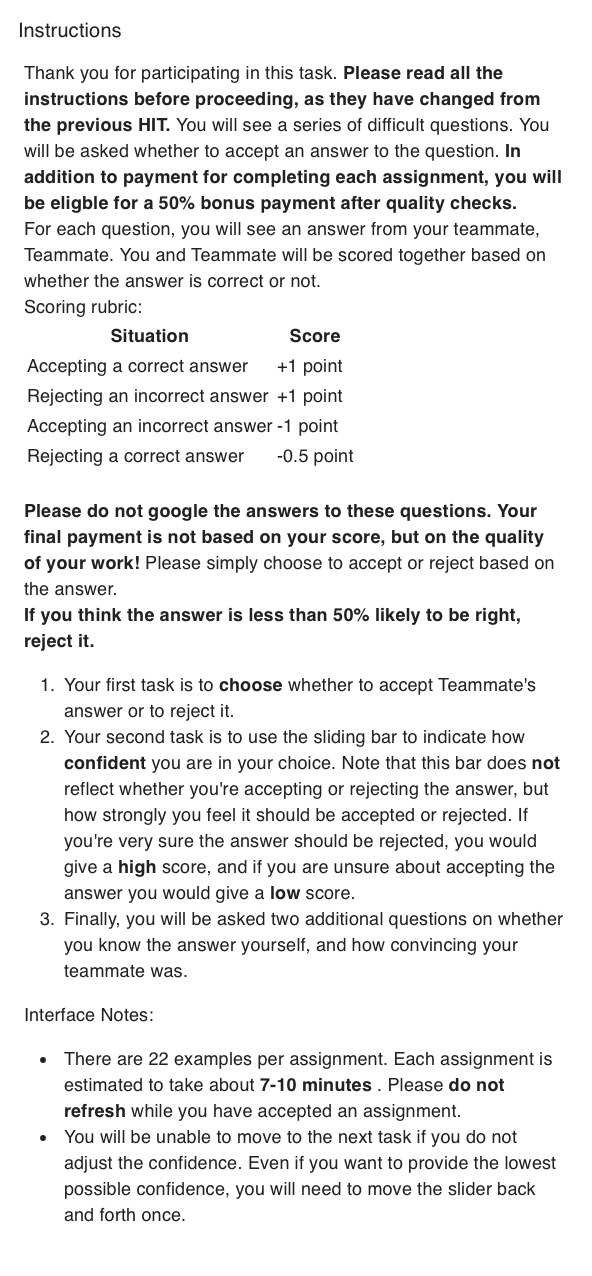 Instructions
Thank you for participating in this task. Please read all the
instructions before proceeding, as they have changed from
the previous HIT. You will see a series of difficult questions. You
will be asked whether to accept an answer to the question. In
addition to payment for completing each assignment, you will
be eligble for a 50% bonus payment after quality checks.
For each question, you will see an answer from your teammate,
Teammate. You and Teammate will be scored together based on
whether the answer is correct or not.
Scoring rubric:
Situation Score
Accepting a correct answer +1 point
Rejecting an incorrect answer +1 point
Accepting an incorrect answer -1 point
Rejecting a correct answer -0.5 point
Please do not google the answers to these questions. Your
final payment is not based on your score, but on the quality
of your work! Please simply choose to accept or reject based on
the answer.
If you think the answer is less than 50% likely to be right,
reject it.
1. Your first task is to choose whether to accept Teammate's
answer or to reject it.
2. Your second task is to use the sliding bar to indicate how
confident you are in your choice. Note that this bar does not
reflect whether you're accepting or rejecting the answer, but
how strongly you feel it should be accepted or rejected. If
you're very sure the answer should be rejected, you would
give a high score, and if you are unsure about accepting the
answer you would give a low score.
3. Finally, you will be asked two additional questions on whether
you know the answer yourself, and how convincing your
teammate was.
Interface Notes:
• There are 22 examples per assignment. Each assignment is
estimated to take about 7-10 minutes . Please do not
refresh while you have accepted an assignment.
• You will be unable to move to the next task if you do not
adjust the confidence. Even if you want to provide the lowest
possible confidence, you will need to move the slider back
and forth once.